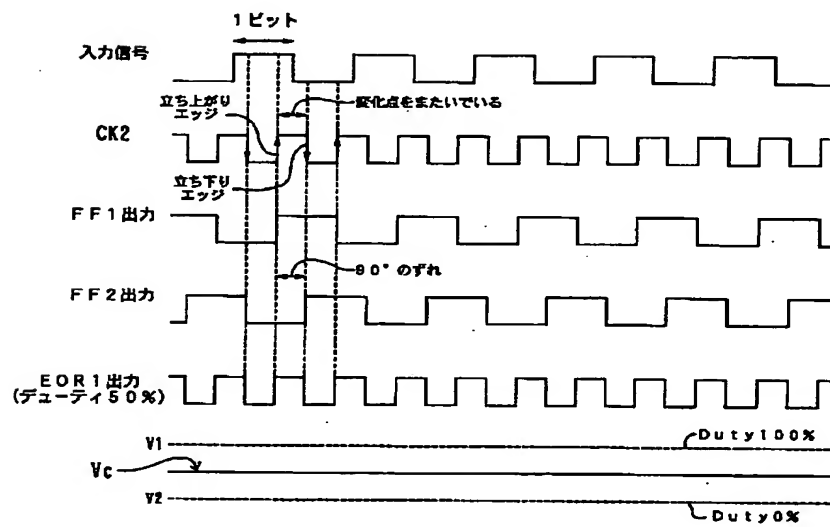 1ビット
入力信号
立ち上がり
エッジ
変化点をまたいでいる
CK2
立ち下り
エッジ
FF1出力
90°のずれ
FF2出力
EOR1出力
(デューティ50%)
V1
Duty100%
Vc
V2
Duty0%